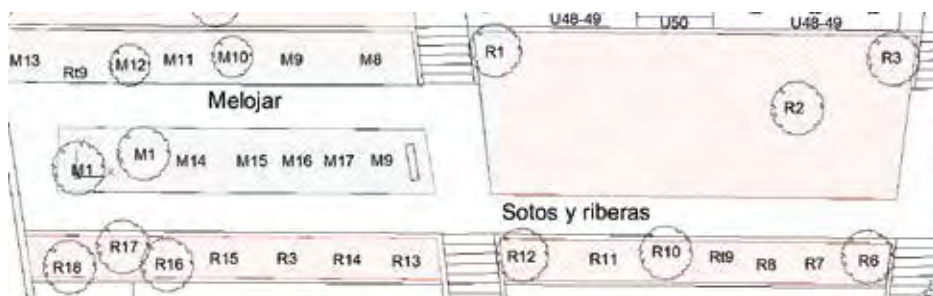 U48-49 U50 U48-49
R1 R3
M13 Rt9 M12 M11 M10 M9 M8
R2
Melojar
M1 M1 M14 M15 M16 M17 M9
Sotos y riberas
R18 R17 R16 R15 R3 R14 R13
R12 R11 R10 Rt9 R8 R7 R6